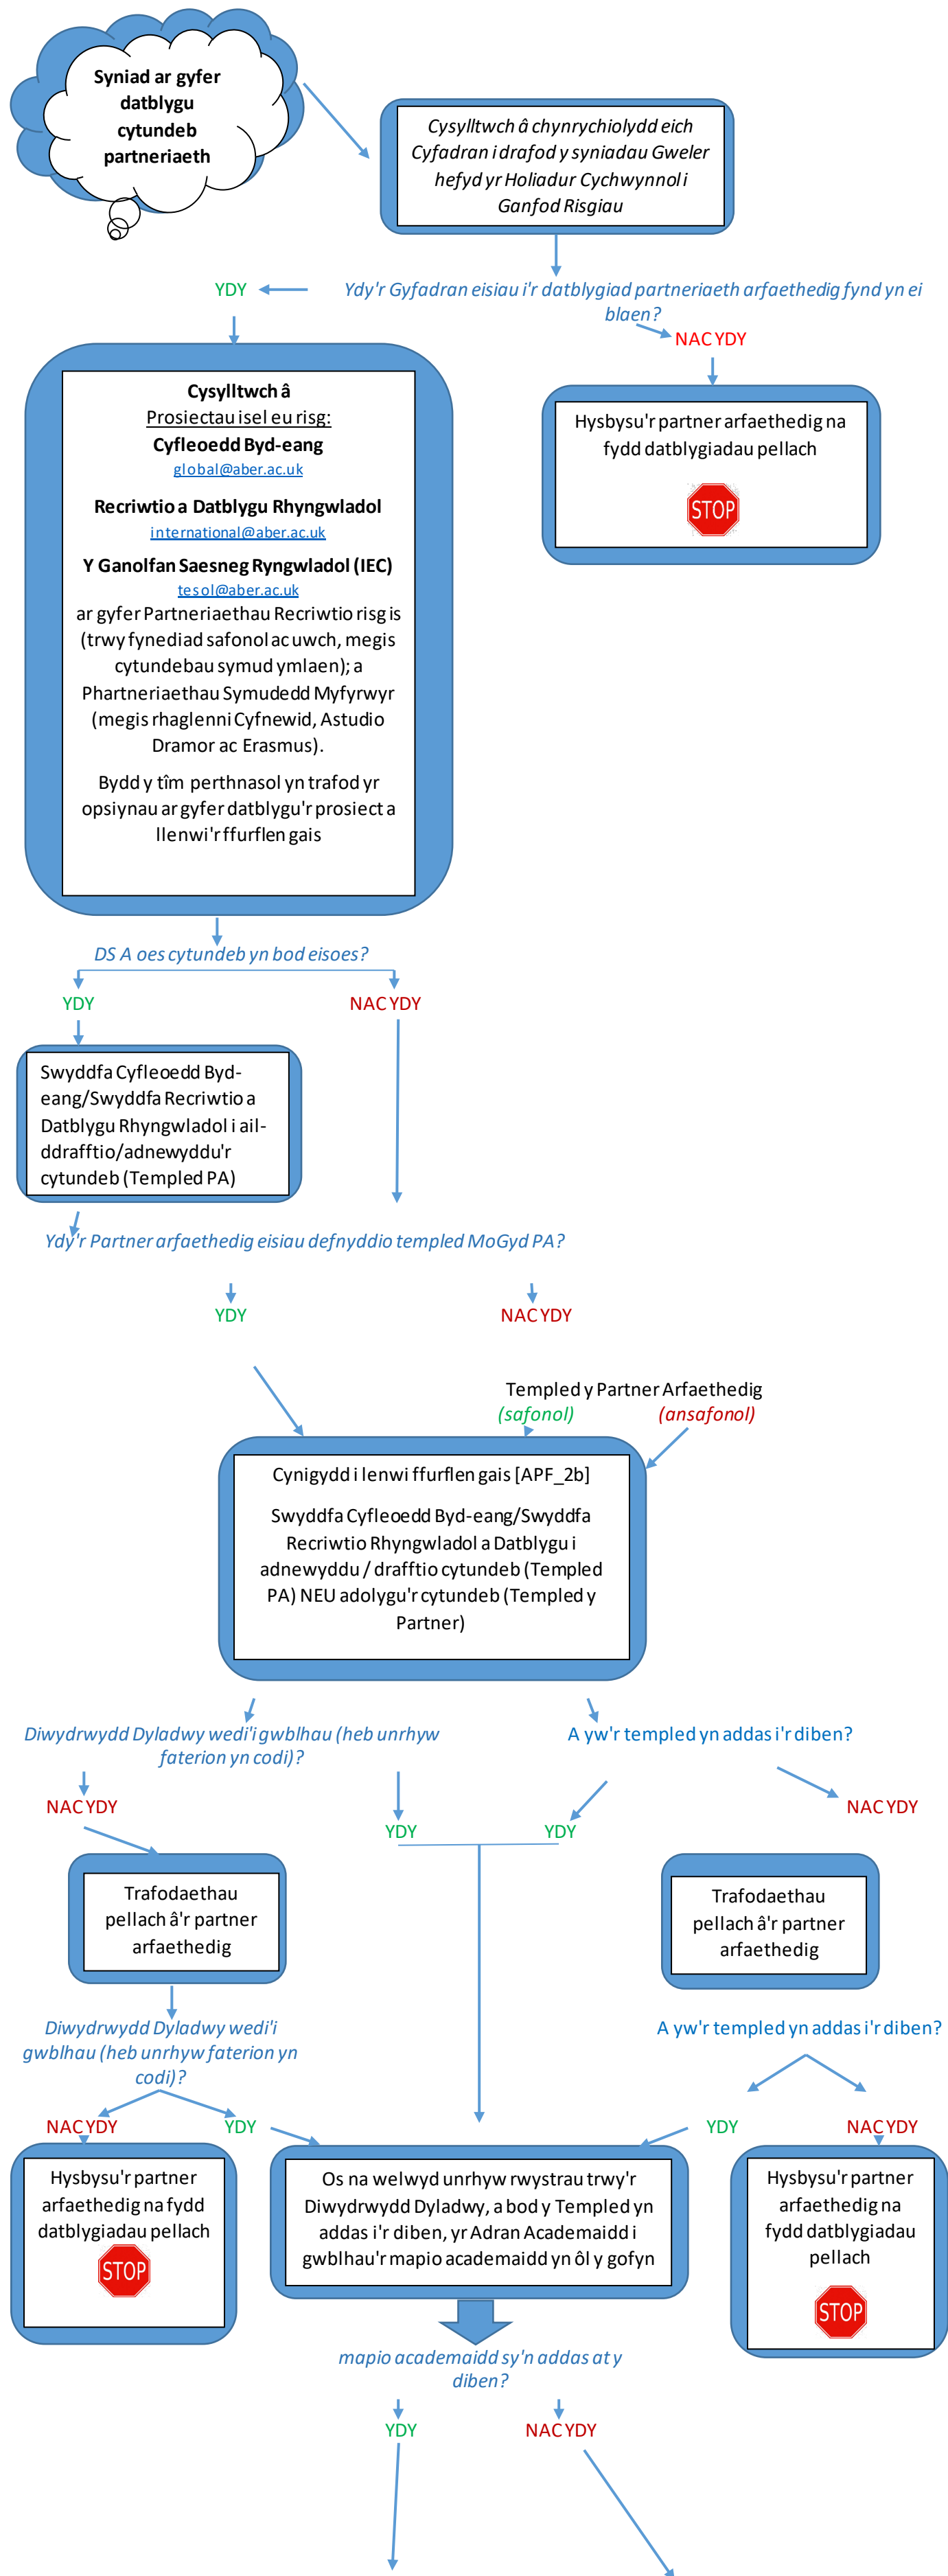 Syniad ar gyfer
datblygu
cytundeb
partneriaeth
Cysylltwch â chynrychiolydd eich
Cyfadran i drafod y syniadau Gweler
hefyd yr Holiadur Cychwynnol i
Ganfod Risgiau
YDY
Ydy'r Gyfadran eisiau i'r datblygiad partneriaeth arfaethedig fynd yn ei
blaen?
NAC YDY
Cysylltwch â
Prosiectau isel eu risg:
Cyfleoedd Byd-eang
global@aber.ac.uk
Recriwtio a Datblygu Rhyngwladol
international@aber.ac.uk
Y Ganolfan Saesneg Ryngwladol (IEC)
tesol@aber.ac.uk
ar gyfer Partneriaethau Recriwtio risg is
(trwy fynediad safonol ac uwch, megis
cytundebau symud ymlaen); a
Phartneriaethau Symudedd Myfyrwyr
(megis rhaglenni Cyfnewid, Astudio
Dramor ac Erasmus).
Bydd y tîm perthnasol yn trafod yr
opsiynau ar gyfer datblygu'r prosiect a
llenwi'r ffurflen gais
Hysbysu'r partner arfaethedig na
fydd datblygiadau pellach
STOP
DS A oes cytundeb yn bod eisoes?
YDY
NAC YDY
Swyddfa Cyfleoedd Byd-
eang/Swyddfa Recriwtio a
Datblygu Rhyngwladol i ail-
ddrafftio/adnewyddu'r
cytundeb (Templed PA)
Ydy'r Partner arfaethedig eisiau defnyddio templed MoGyd PA?
YDY
NAC YDY
Templed y Partner Arfaethedig
(safonol) (ansafonol)
Cynigydd i lenwi ffurflen gais [APF_2b]
Swyddfa Cyfleoedd Byd-eang/Swyddfa
Recriwtio Rhyngwladol a Datblygu i
adnewyddu / drafftio cytundeb (Templed
PA) NEU adolygu'r cytundeb (Templed y
Partner)
Diwydrwydd Dyladwy wedi'i gwblhau (heb unrhyw
faterion yn codi)?
A yw'r templed yn addas i'r diben?
NAC YDY
YDY
YDY
NAC YDY
Trafodaethau
pellach â'r partner
arfaethedig
Trafodaethau
pellach â'r partner
arfaethedig
Diwydrwydd Dyladwy wedi'i
gwblhau (heb unrhyw faterion yn
codi)?
A yw'r templed yn addas i'r diben?
NAC YDY
YDY
YDY
NAC YDY
Hysbysu'r partner
arfaethedig na fydd
datblygiadau pellach
STOP
Os na welwyd unrhyw rwystrau trwy'r
Diwydrwydd Dyladwy, a bod y Templed yn
addas i'r diben, yr Adran Academaidd i
gwblhau'r mapio academaidd yn ôl y gofyn
Hysbysu'r partner
arfaethedig na
fydd datblygiadau
pellach
STOP
mapio academaidd sy'n addas at y
diben?
YDY
NAC YDY